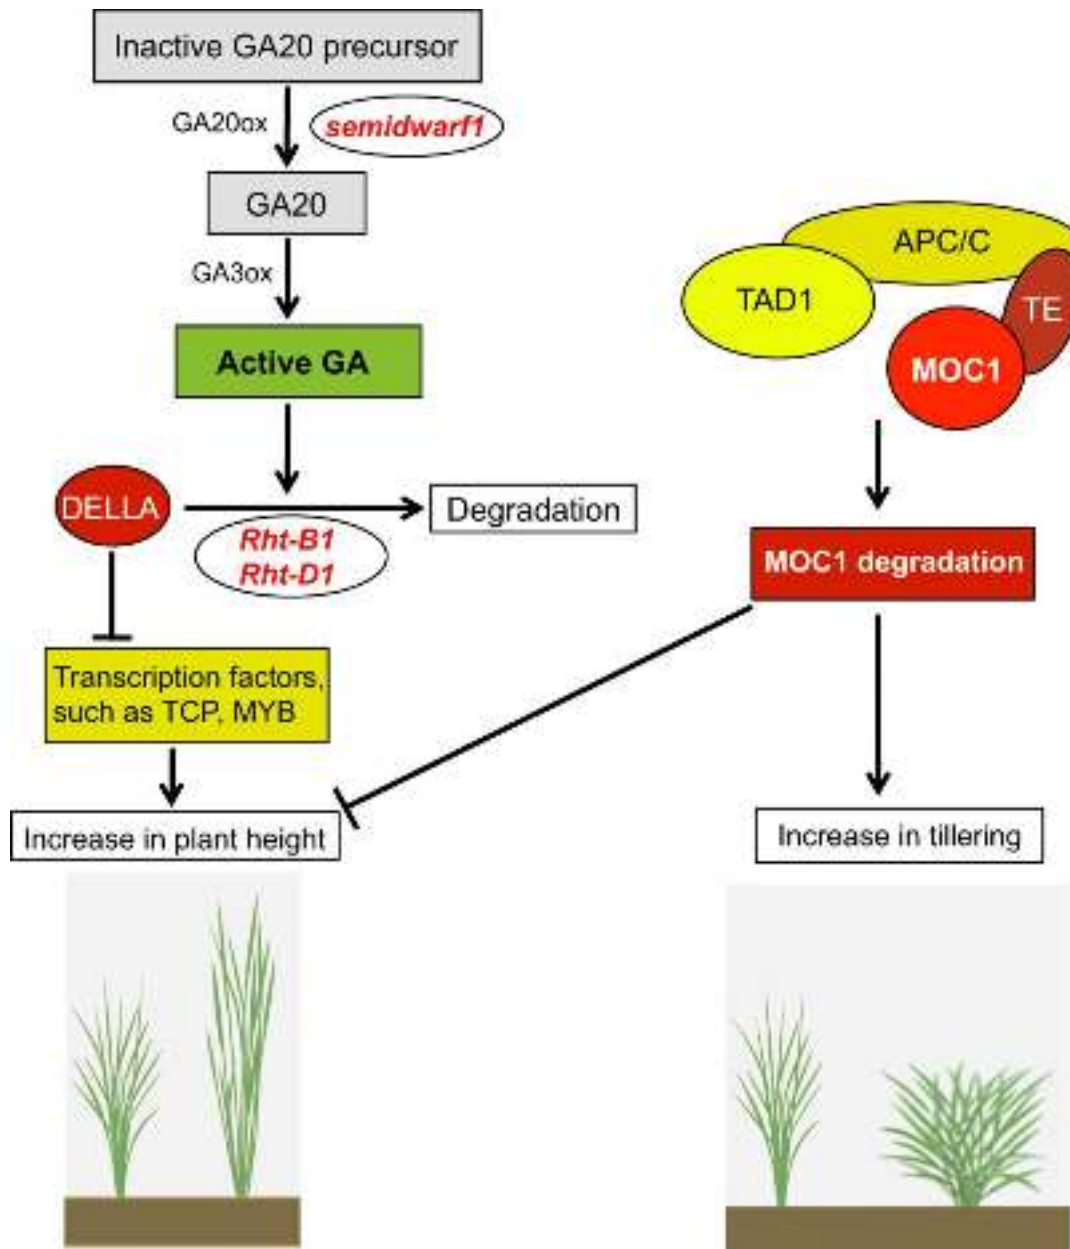 Inactive GA20 precursor
GA20ox
semidwarf1
GA20
GA3ox
Active GA
DELLA
Degradation
Rht-B1
Rht-D1
Transcription factors,
such as TCP, MYB
Increase in plant height
APC/C
TAD1
TE
MOC1
MOC1 degradation
Increase in tillering